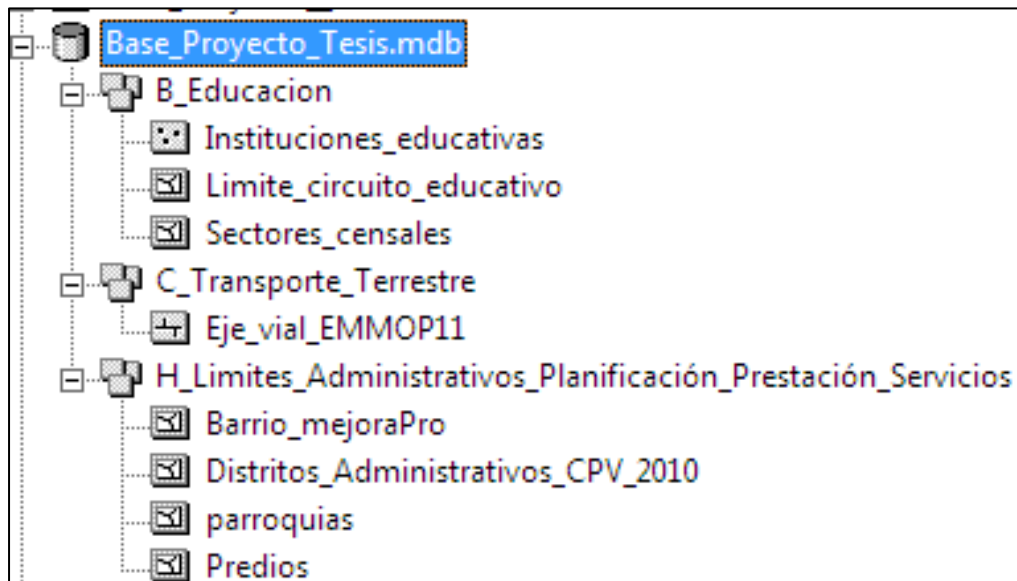 Base_Proyecto_Tesis.mdb
B_Educacion
Instituciones_educativas
Limite_circuito_educativo
Sectores_censales
C_Transporte_Terrestre
Eje_vial_EMMOP11
H_Limites_Administrativos_Planificación_Prestación_Servicios
Barrio_mejoraPro
Distritos_Administrativos_CPV_2010
parroquias
Predios